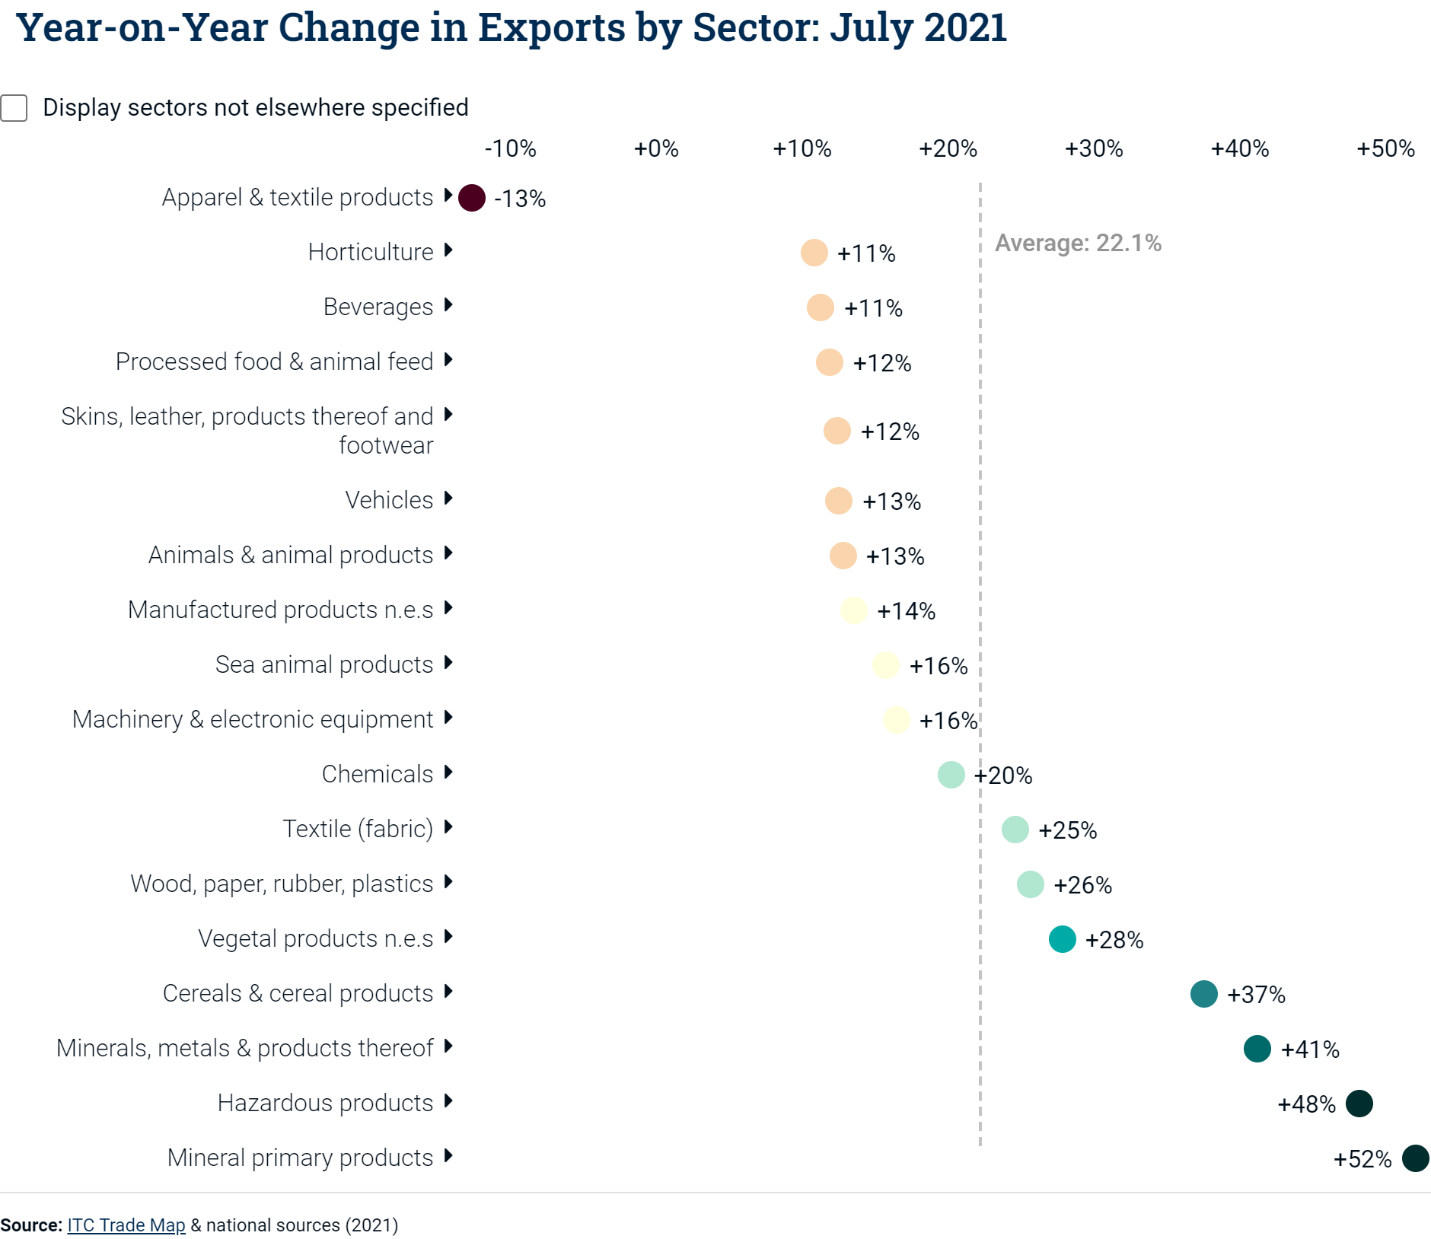 Year-on-Year Change in Exports by Sector: July 2021
Display sectors not elsewhere specified
-10% +0% +10% +20% +30% +40% +50%
Apparel & textile products -13%
Average: 22.1%
Horticulture +11%
Beverages +11%
Processed food & animal feed +12%
Skins, leather, products thereof and
footwear +12%
Vehicles +13%
Animals & animal products +13%
Manufactured products n.e.s +14%
Sea animal products +16%
Machinery & electronic equipment +16%
Chemicals +20%
Textile (fabric) +25%
Wood, paper, rubber, plastics +26%
Vegetal products n.e.s +28%
Cereals & cereal products +37%
Minerals, metals & products thereof +41%
Hazardous products +48%
Mineral primary products +52%
Source: ITC Trade Map & national sources (2021)